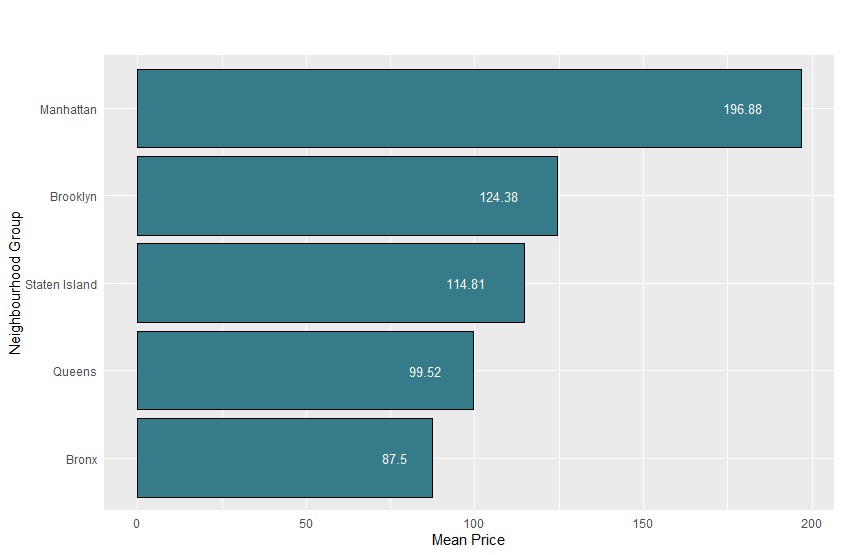 Neighbourhood Group
Manhattan
196.88
Brooklyn
124.38
Staten Island
114.81
Queens
99.52
Bronx
87.5
0 50 100 150 200
Mean Price